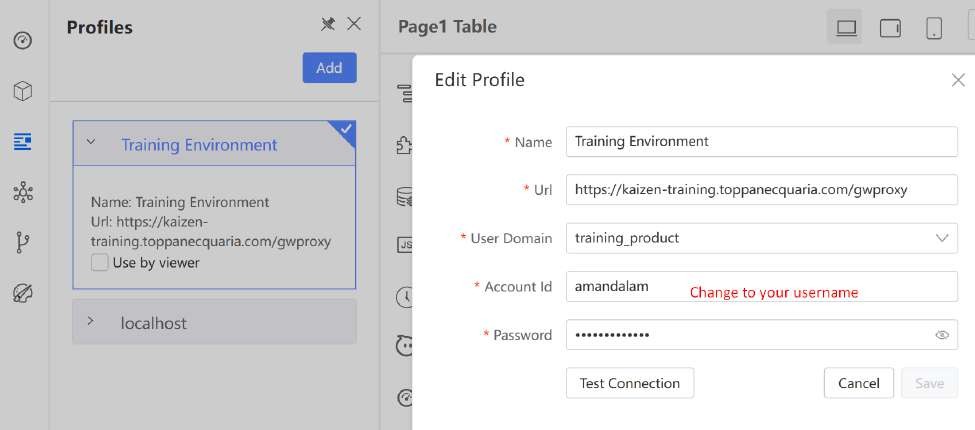 Profiles
Add
Training Environment
Name: Training Environment
Url: https://kaizen-
training.toppanecquaria.com/gwproxy
Use by viewer
localhost
Page1 Table
JS
Edit Profile
* Name Training Environment
* Url https://kaizen-training.toppanecquaria.com/gwproxy
* User Domain training_product
* Account Id amandalam Change to your username
* Password •••••••••••••
Test Connection Cancel Save